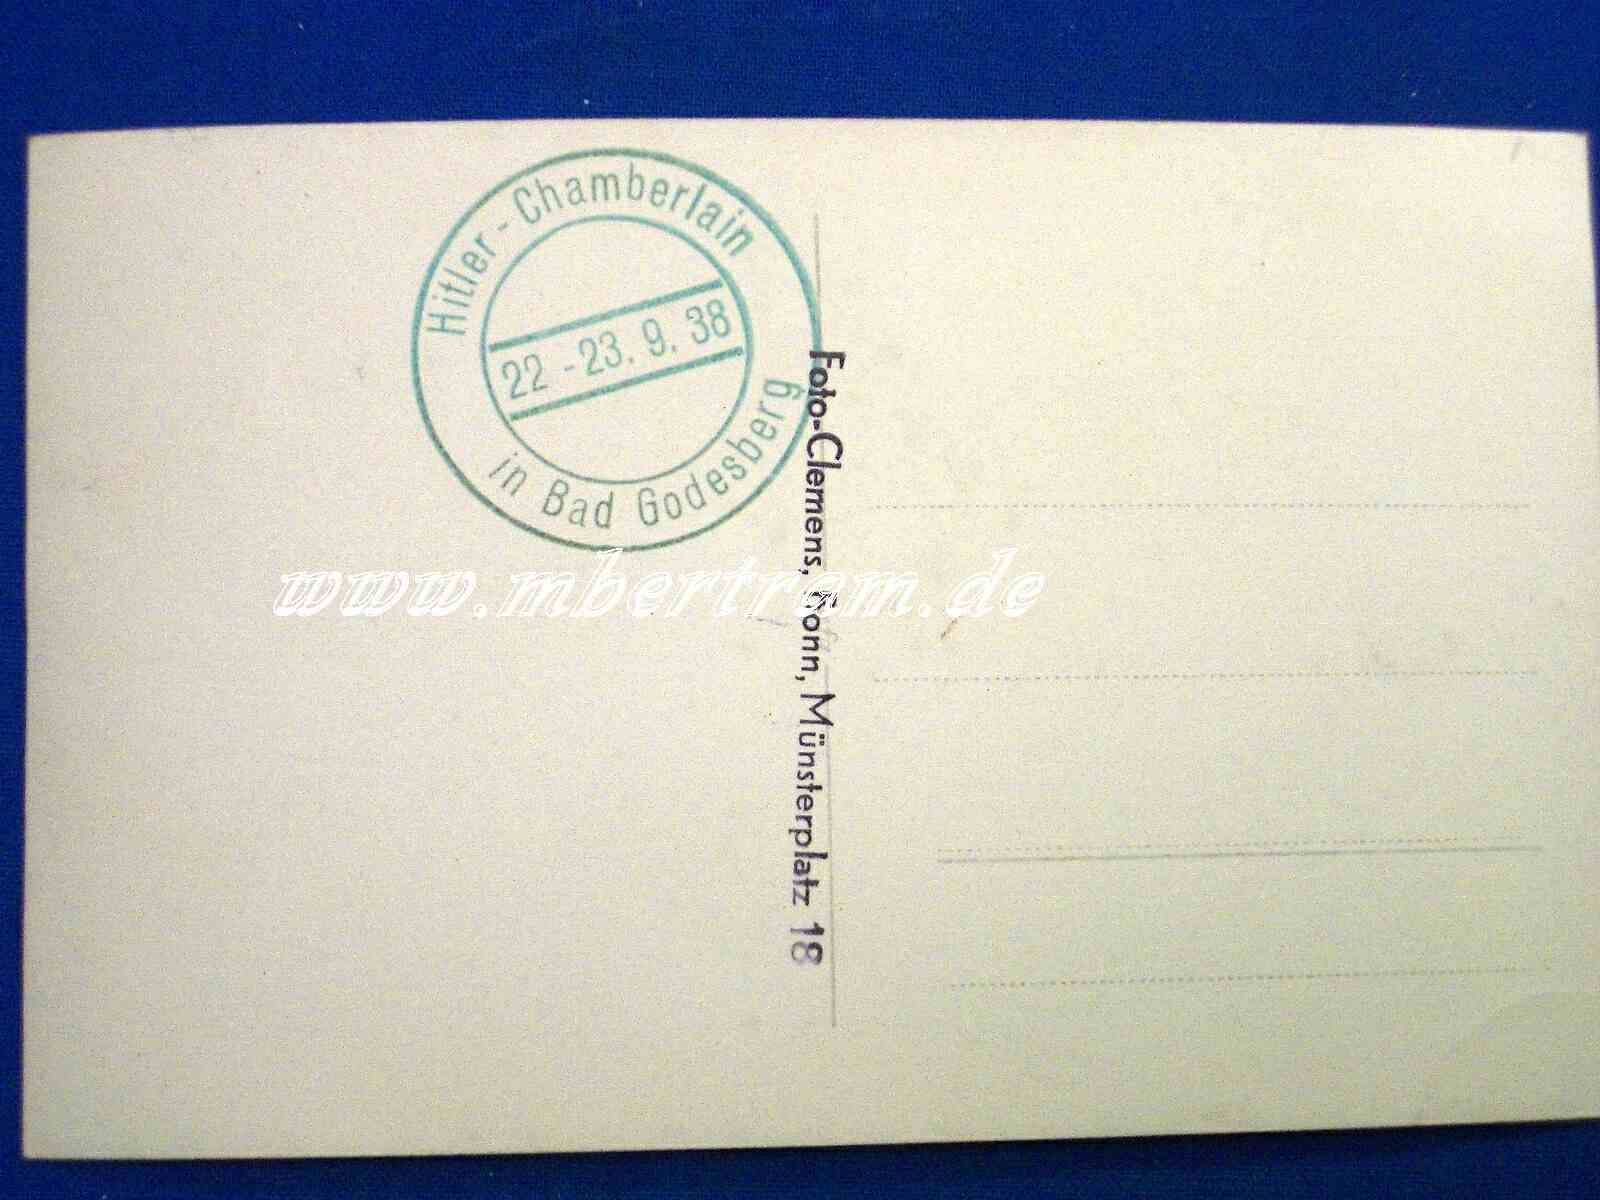 Hitler - Chamberlain
22 - 23. 9. 38
in Bad Godesberg
Foto-Clemens, Bonn, Münsterplatz 18
www.mbertram.de